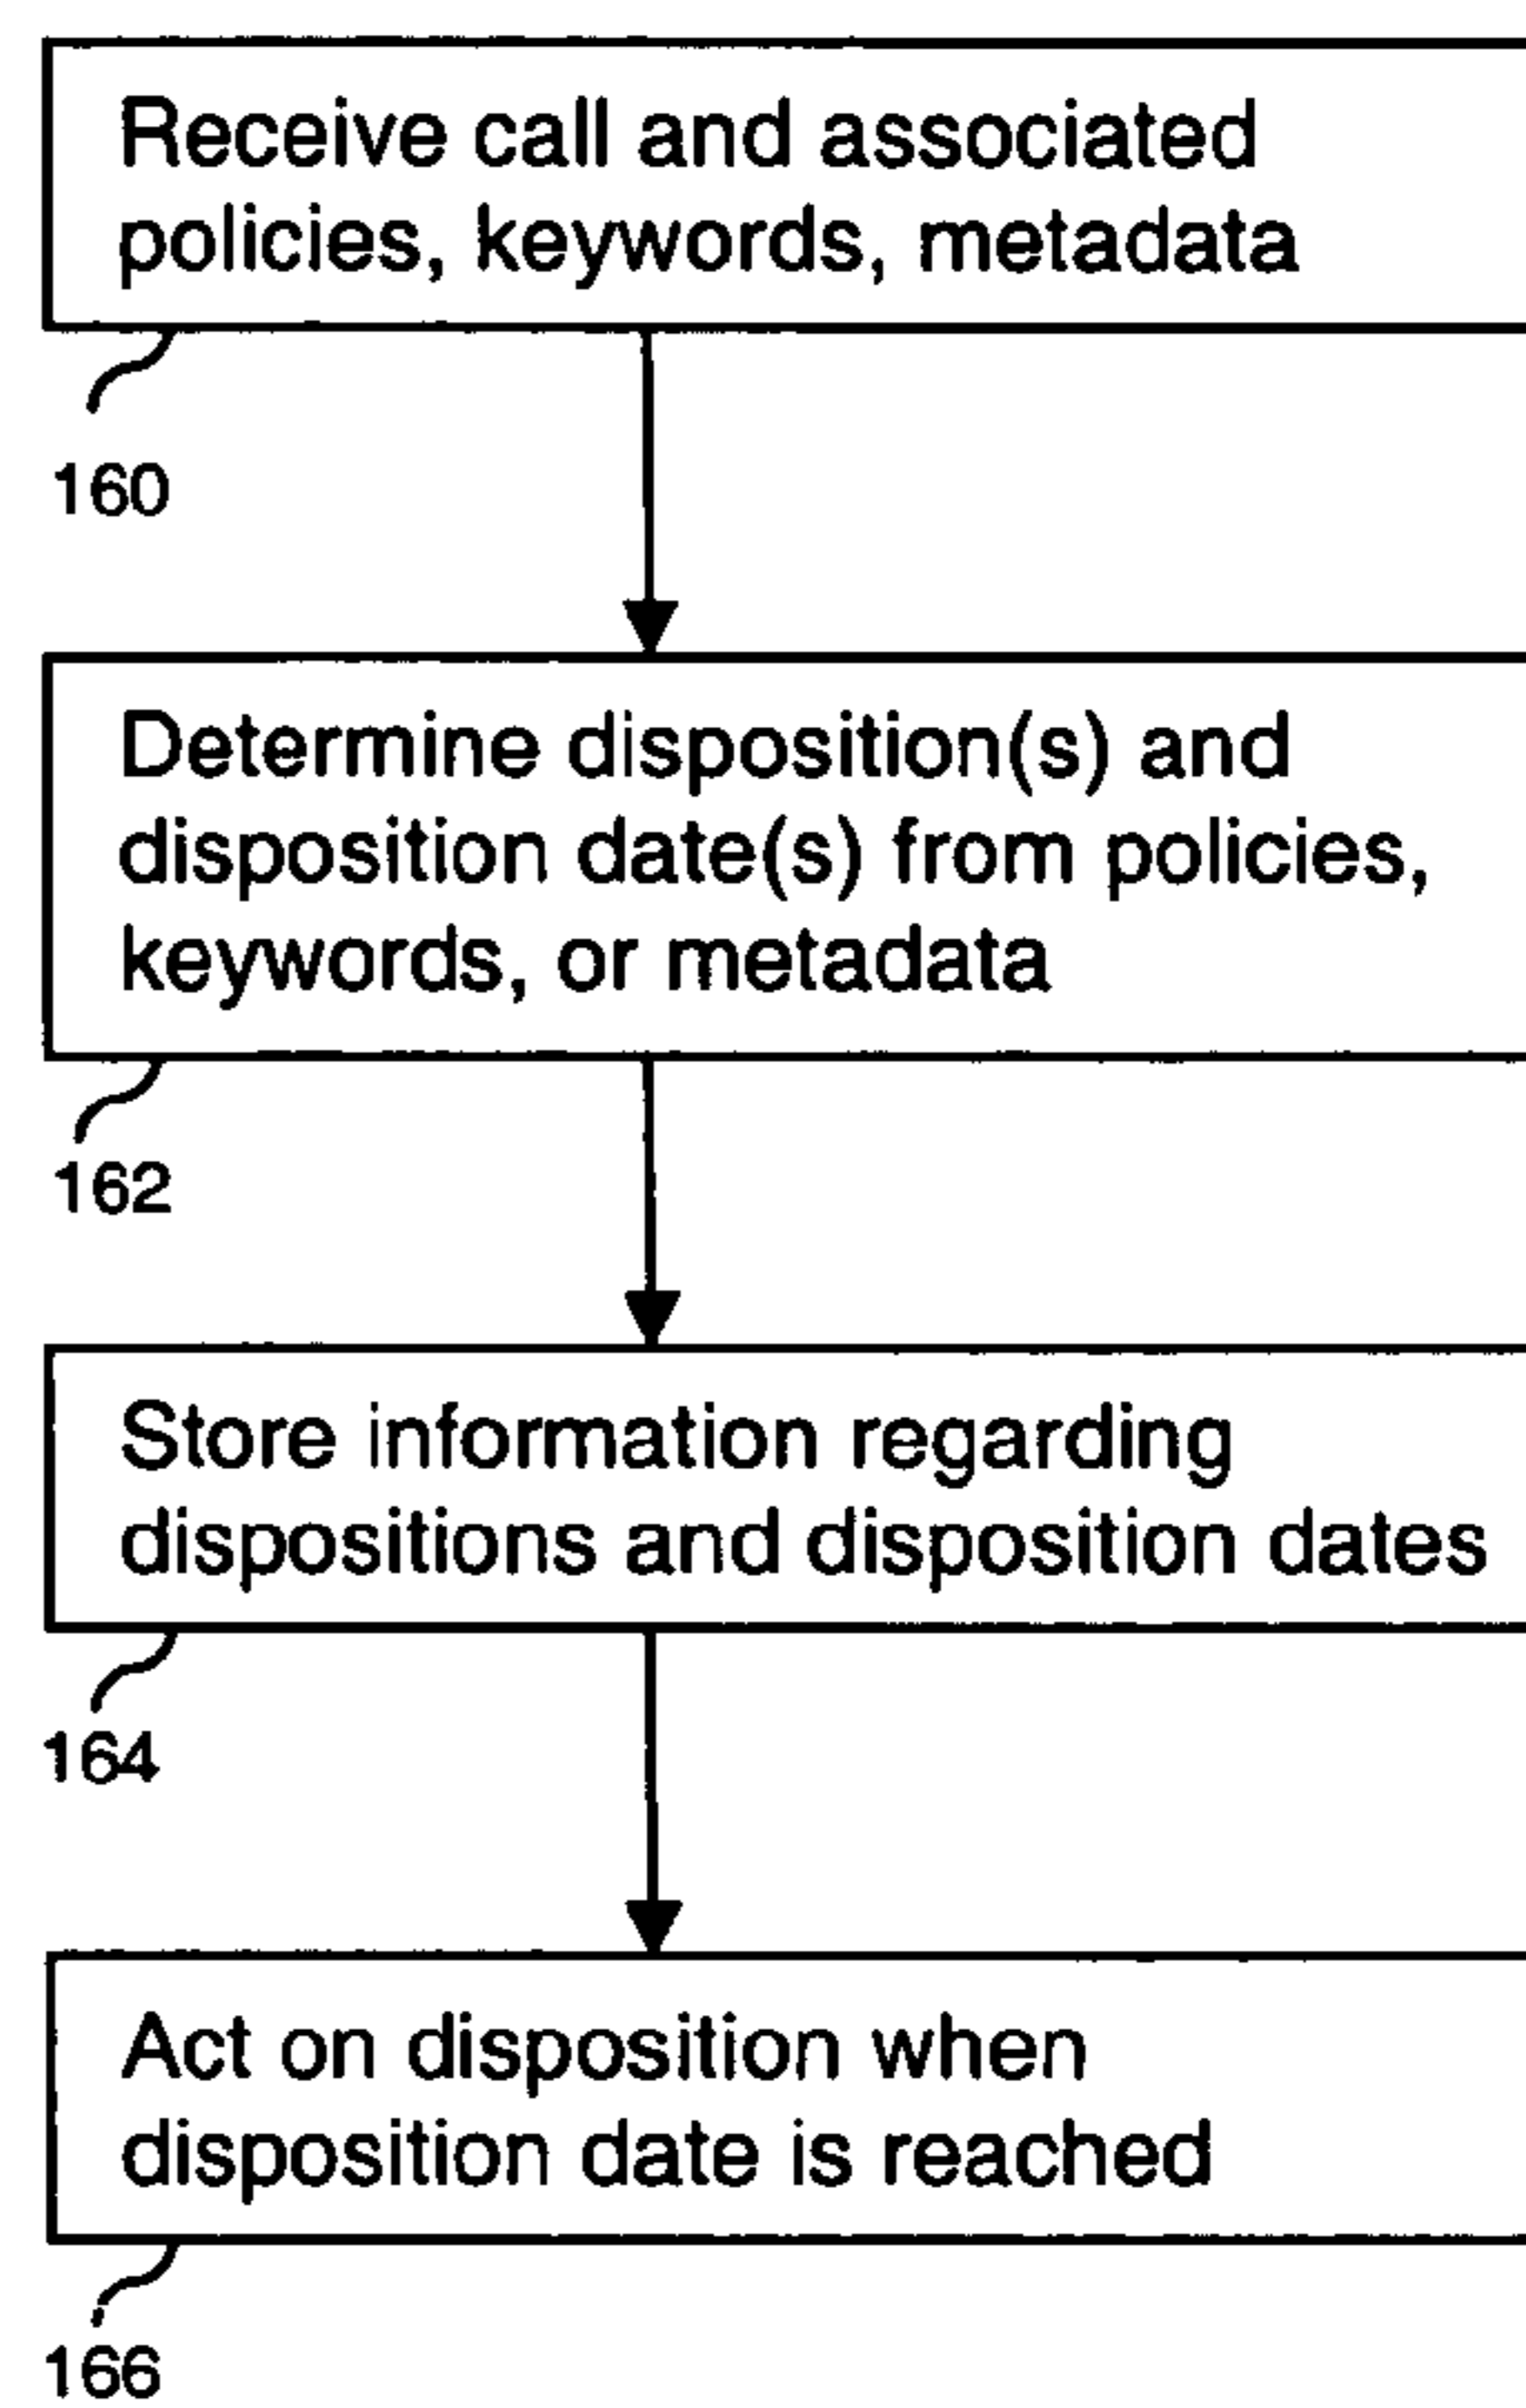 Receive call and associated
policies, keywords, metadata
160
Determine disposition(s) and
disposition date(s) from policies,
keywords, or metadata
162
Store information regarding
dispositions and disposition dates
164
Act on disposition when
disposition date is reached
166